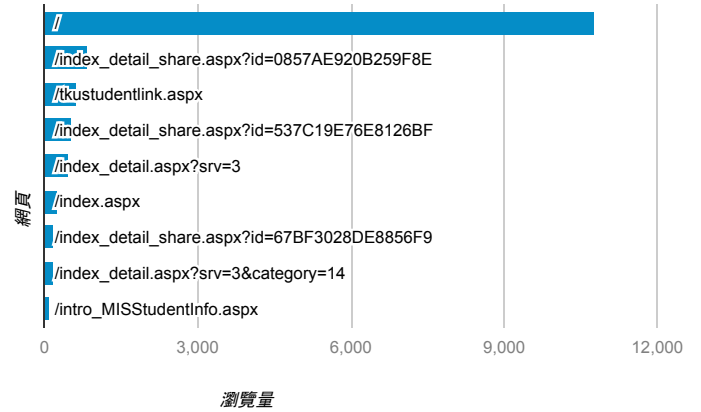 /
/index_detail_share.aspx?id=0857AE920B259F8E
/tkustudentlink.aspx
/index_detail_share.aspx?id=537C19E76E8126BF
/index_detail.aspx?srv=3
/index.aspx
/index_detail_share.aspx?id=67BF3028DE8856F9
/index_detail.aspx?srv=3&category=14
/intro_MISStudentInfo.aspx
網頁
0 3,000 6,000 9,000 12,000
瀏覽量